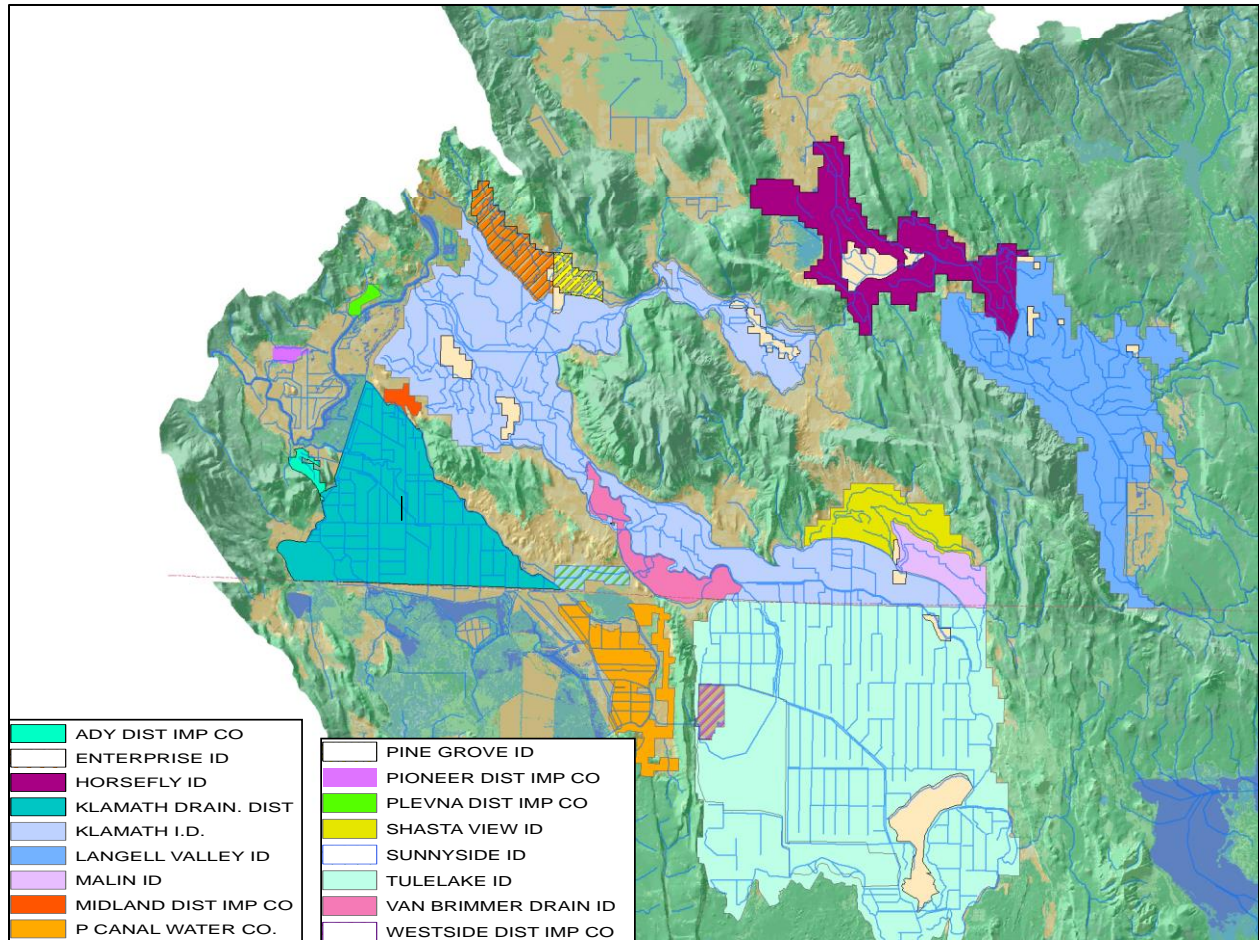 ADY DIST IMP CO
ENTERPRISE ID
HORSEFLY ID
KLAMATH DRAIN. DIST
KLAMATH I.D.
LANGELL VALLEY ID
MALIN ID
MIDLAND DIST IMP CO
P CANAL WATER CO.
PINE GROVE ID
PIONEER DIST IMP CO
PLEVNA DIST IMP CO
SHASTA VIEW ID
SUNNYSIDE ID
TULELAKE ID
VAN BRIMMER DRAIN ID
WESTSIDE DIST IMP CO